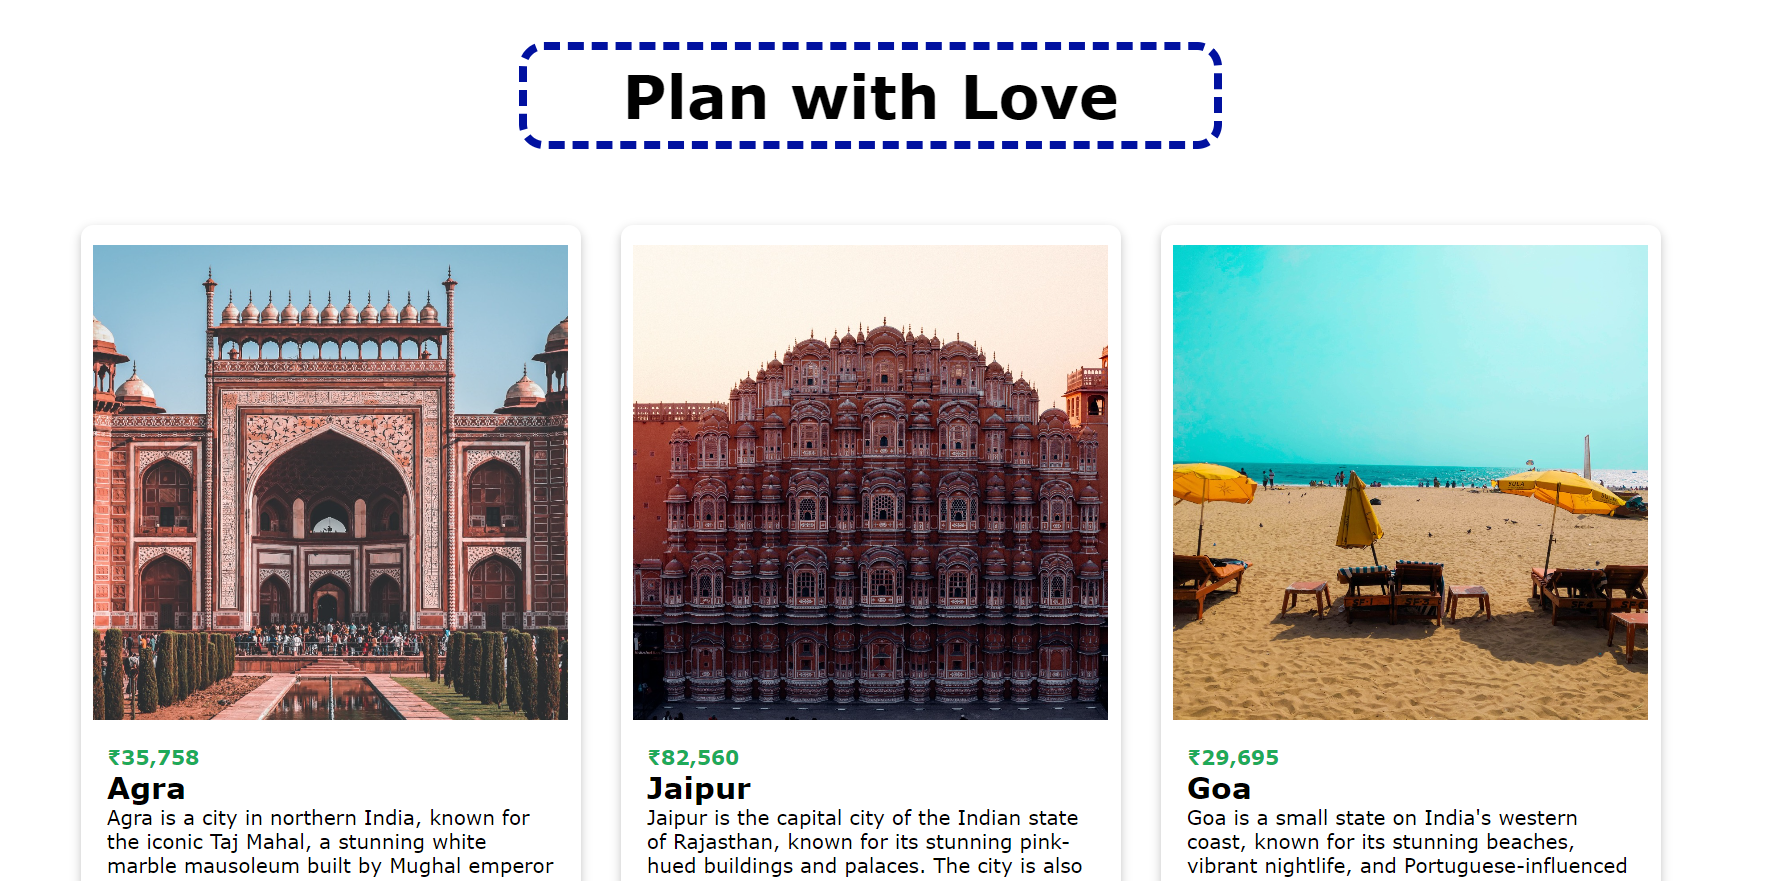 Plan with Love
₹35,758
Agra
Agra is a city in northern India, known for
the iconic Taj Mahal, a stunning white
marble mausoleum built by Mughal emperor
₹82,560
Jaipur
Jaipur is the capital city of the Indian state
of Rajasthan, known for its stunning pink-
hued buildings and palaces. The city is also
SULA
₹29,695
Goa
Goa is a small state on India's western
coast, known for its stunning beaches,
vibrant nightlife, and Portuguese-influenced